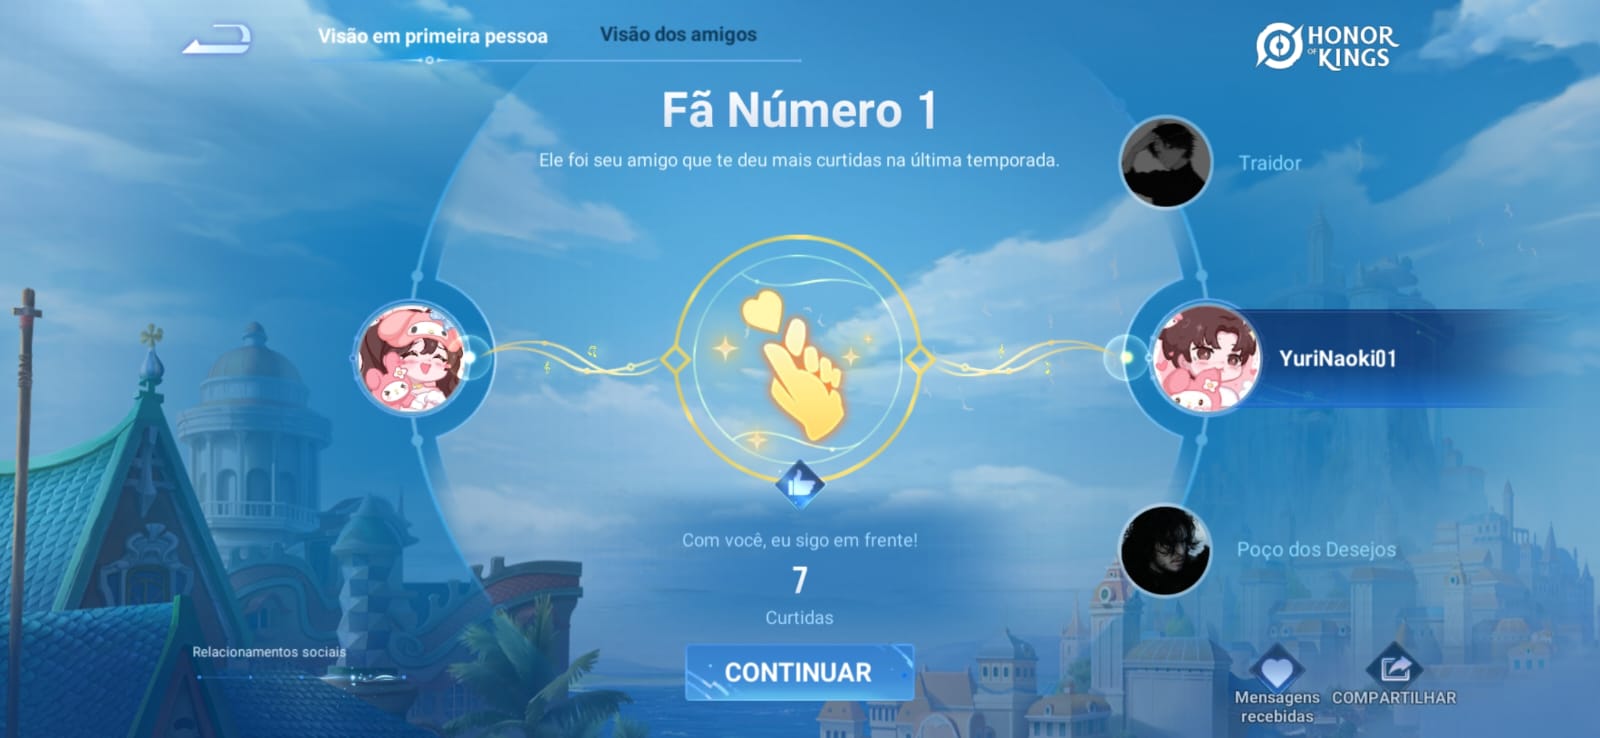 Visão em primeira pessoa
Visão dos amigos
HONOR
OF
KINGS
Fã Número 1
Ele foi seu amigo que te deu mais curtidas na última temporada.
Traidor
YuriNaoki01
Poço dos Desejos
Com você, eu sigo em frente!
7
Curtidas
Relacionamentos sociais
CONTINUAR
Mensagens
recebidas
COMPARTILHAR